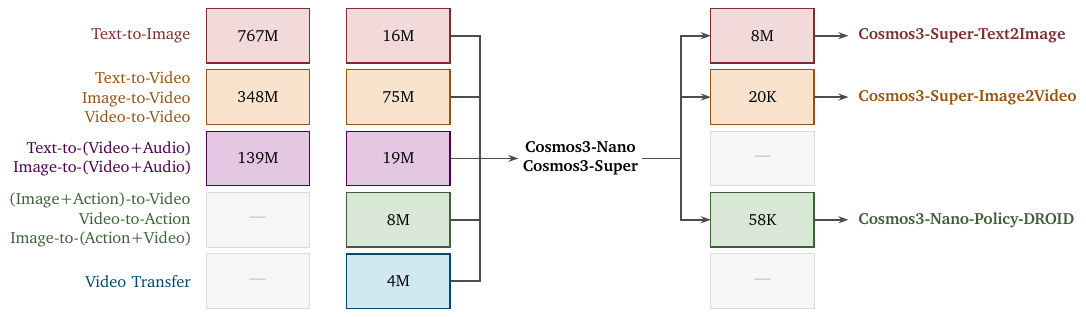 Text-to-Image
767M
16M
8M
Cosmos3-Super-Text2Image
Text-to-Video
Image-to-Video
Video-to-Video
348M
75M
20K
Cosmos3-Super-Image2Video
Text-to-(Video+Audio)
Image-to-(Video+Audio)
139M
19M
Cosmos3-Nano
Cosmos3-Super
—
(Image+Action)-to-Video
Video-to-Action
Image-to-(Action+Video)
—
8M
58K
Cosmos3-Nano-Policy-DROID
Video Transfer
—
4M
—